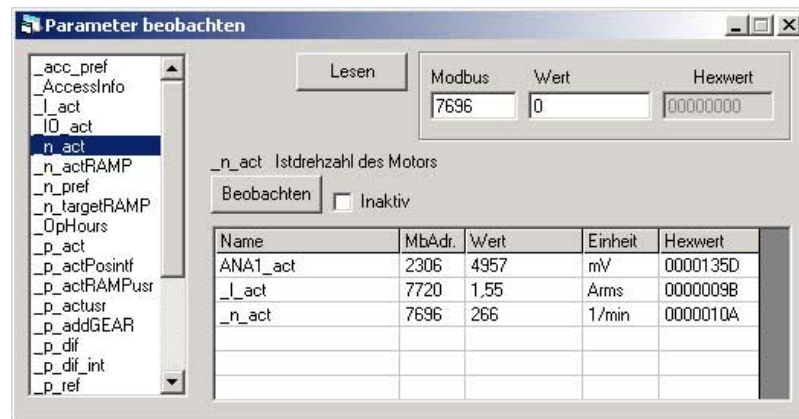 Parameter beobachten
_acc_pref
_AccessInfo
_I_act
_IO_act
_n_act
_n_actRAMP
_n_pref
_n_targetRAMP
_OpHours
_p_act
_p_actPosintf
_p_actRAMPusr
_p_actusr
_p_addGEAR
_p_dif
_p_dif_int
_p_ref
Lesen
Modbus Wert Hexwert
7696 0 00000000
_n_act Istdrehzahl des Motors
Beobachten Inaktiv
Name MbAdr. Wert Einheit Hexwert
ANA1_act 2306 4957 mV 0000135D
_I_act 7720 1,55 Arms 0000009B
_n_act 7696 266 1/min 0000010A